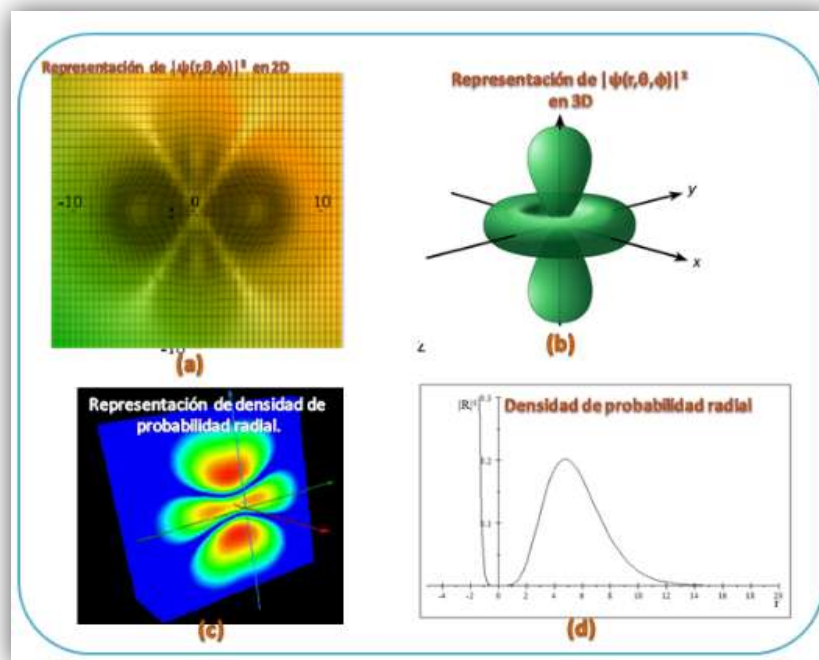 Representación de |ψ(r,θ,ϕ)|² en 2D
-10
0
10
-10
(a)
Representación de |ψ(r,θ,ϕ)|²
en 3D
y
x
z
(b)
Representación de densidad de
probabilidad radial.
(c)
Densidad de probabilidad radial
|R|²
0.3
0.2
0.1
-4 -2 0 2 4 6 8 10 12 14 16 18 20
r
(d)